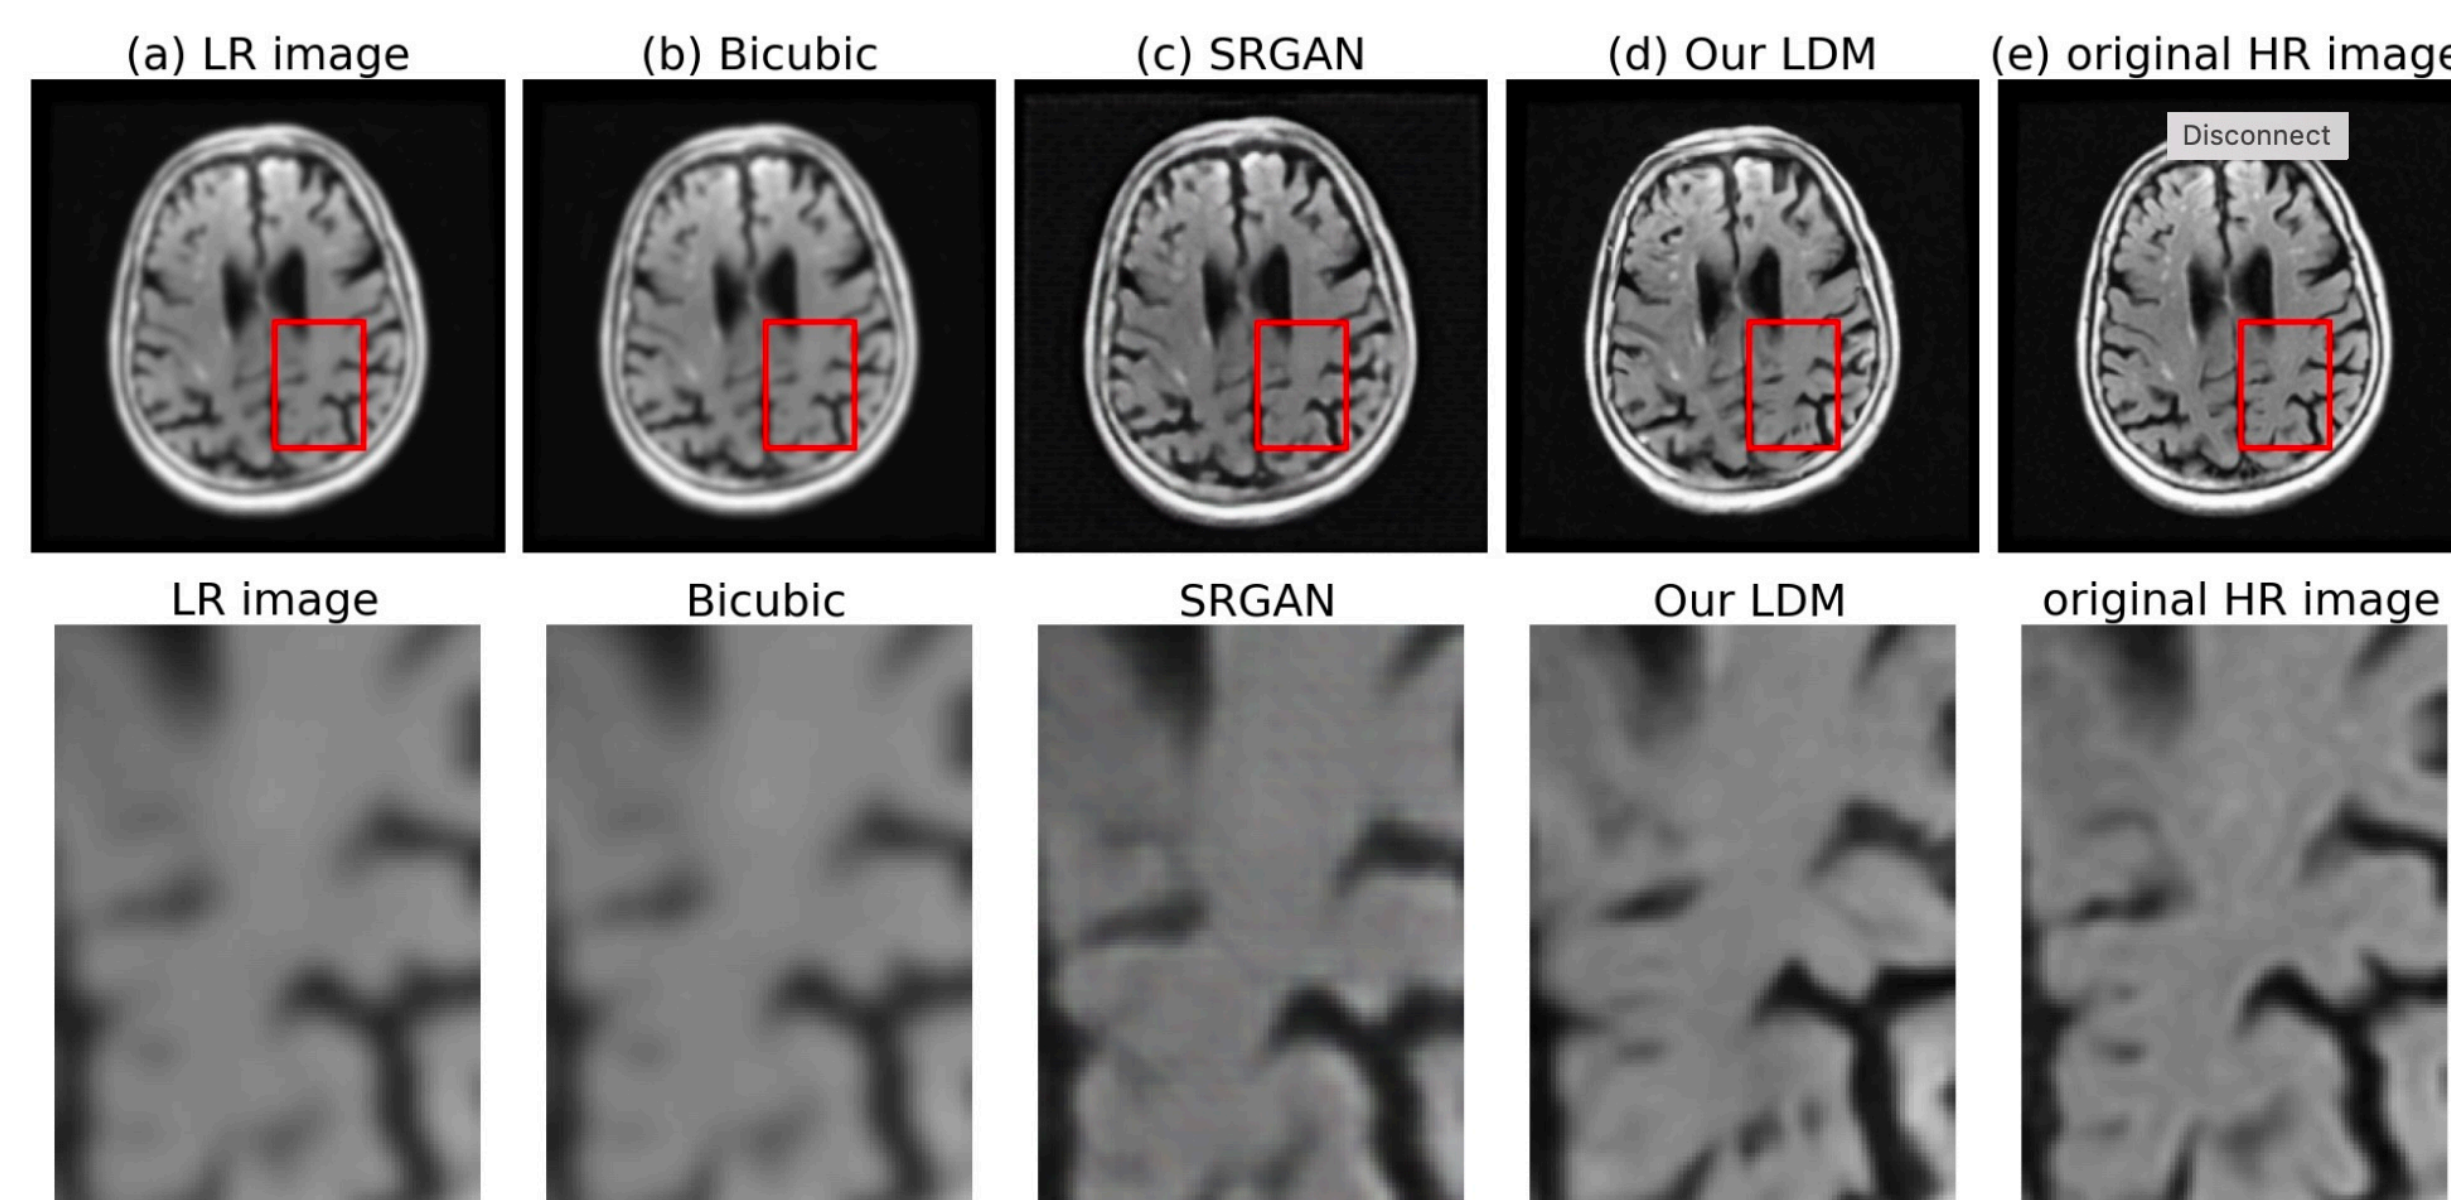 (a) LR image
(b) Bicubic
(c) SRGAN
(d) Our LDM
(e) original HR image
Disconnect
LR image
Bicubic
SRGAN
Our LDM
original HR image